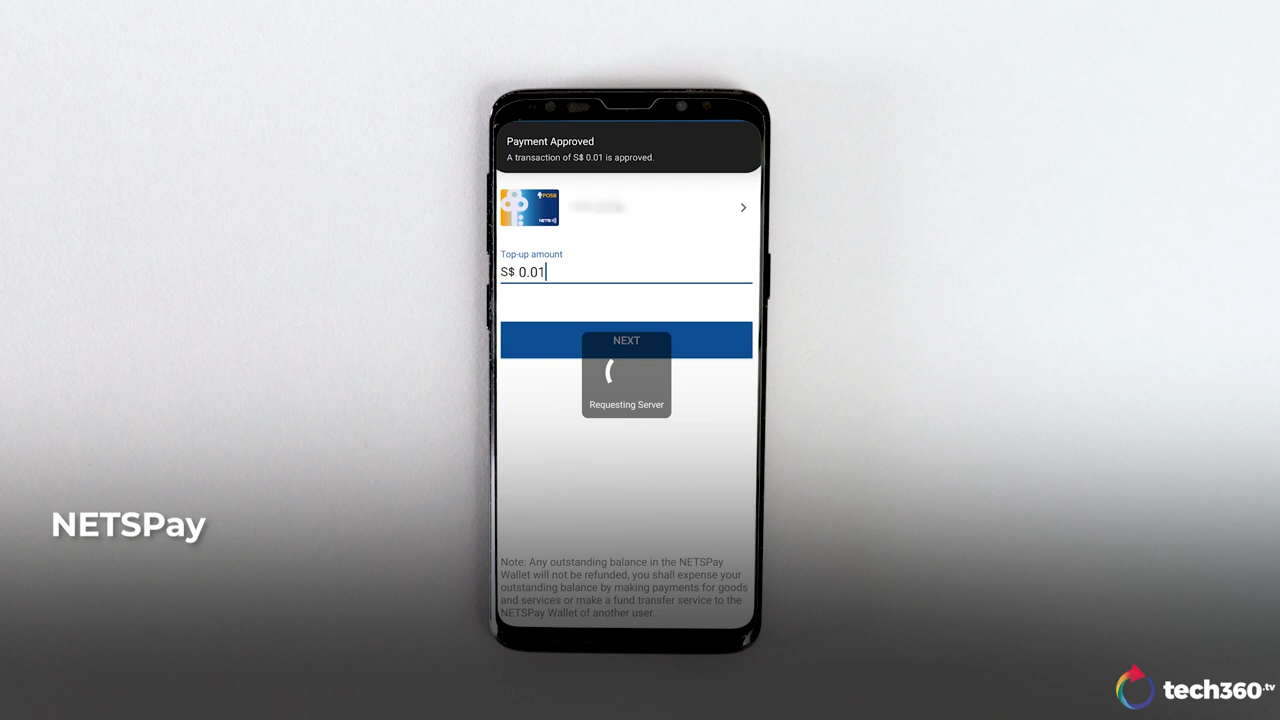 Payment Approved
A transaction of S$ 0.01 is approved.
POSB
NETS
Top-up amount
S$ 0.01
NEXT
Requesting Server
Note: Any outstanding balance in the NETSPay
Wallet will not be refunded, you shall expense your
outstanding balance by making payments for goods
and services or make a fund transfer service to the
NETSPay Wallet of another user.
NETSPay
tech360.tv